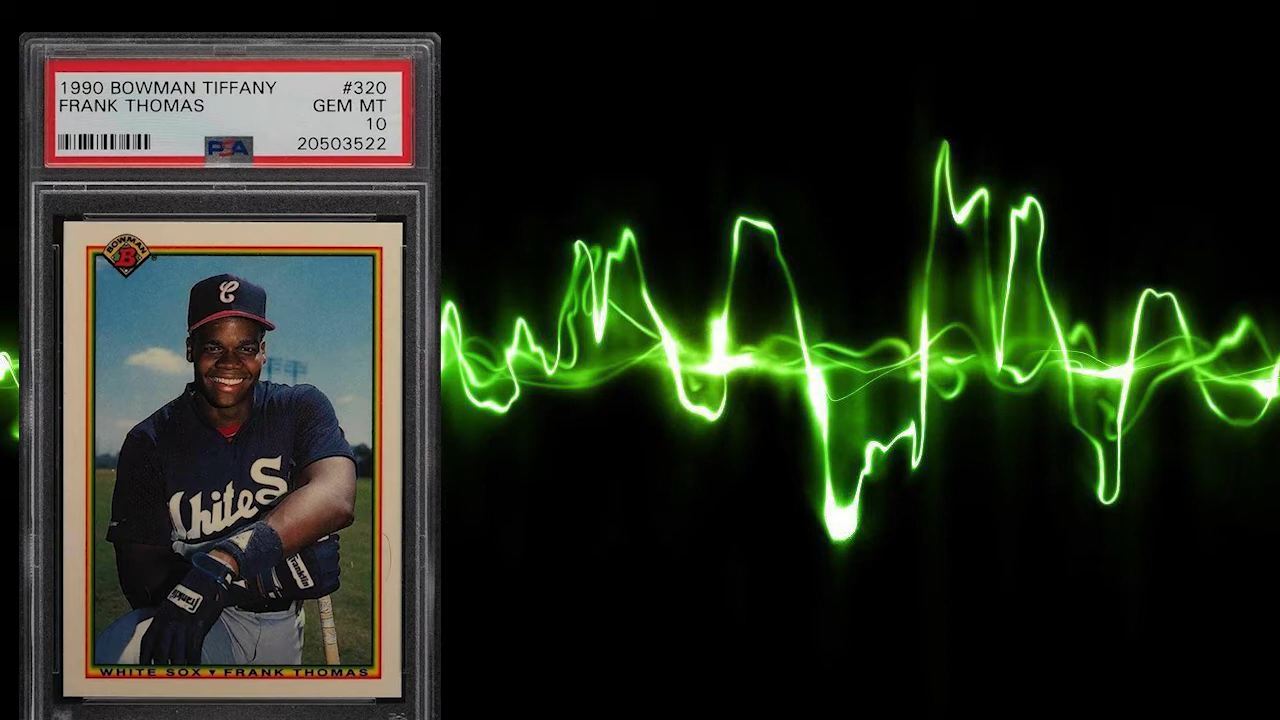 1990 BOWMAN TIFFANY #320
FRANK THOMAS GEM MT
10
PSA 20503522
BOWMAN
B
C
White S
Franklin
Franklin
WHITE SOX ▾ FRANK THOMAS